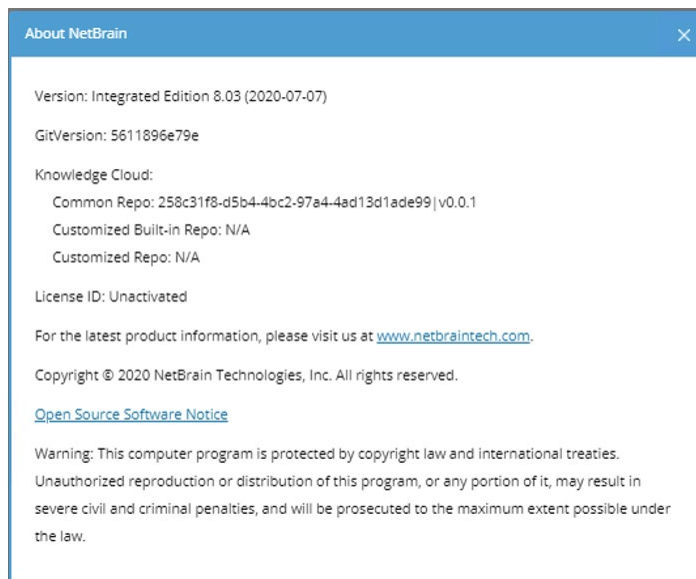 About NetBrain
Version: Integrated Edition 8.03 (2020-07-07)
GitVersion: 5611896e79e
Knowledge Cloud:
Common Repo: 258c31f8-d5b4-4bc2-97a4-4ad13d1ade99|v0.0.1
Customized Built-in Repo: N/A
Customized Repo: N/A
License ID: Unactivated
For the latest product information, please visit us at www.netbraintech.com.
Copyright © 2020 NetBrain Technologies, Inc. All rights reserved.
Open Source Software Notice
Warning: This computer program is protected by copyright law and international treaties.
Unauthorized reproduction or distribution of this program, or any portion of it, may result in
severe civil and criminal penalties, and will be prosecuted to the maximum extent possible under
the law.